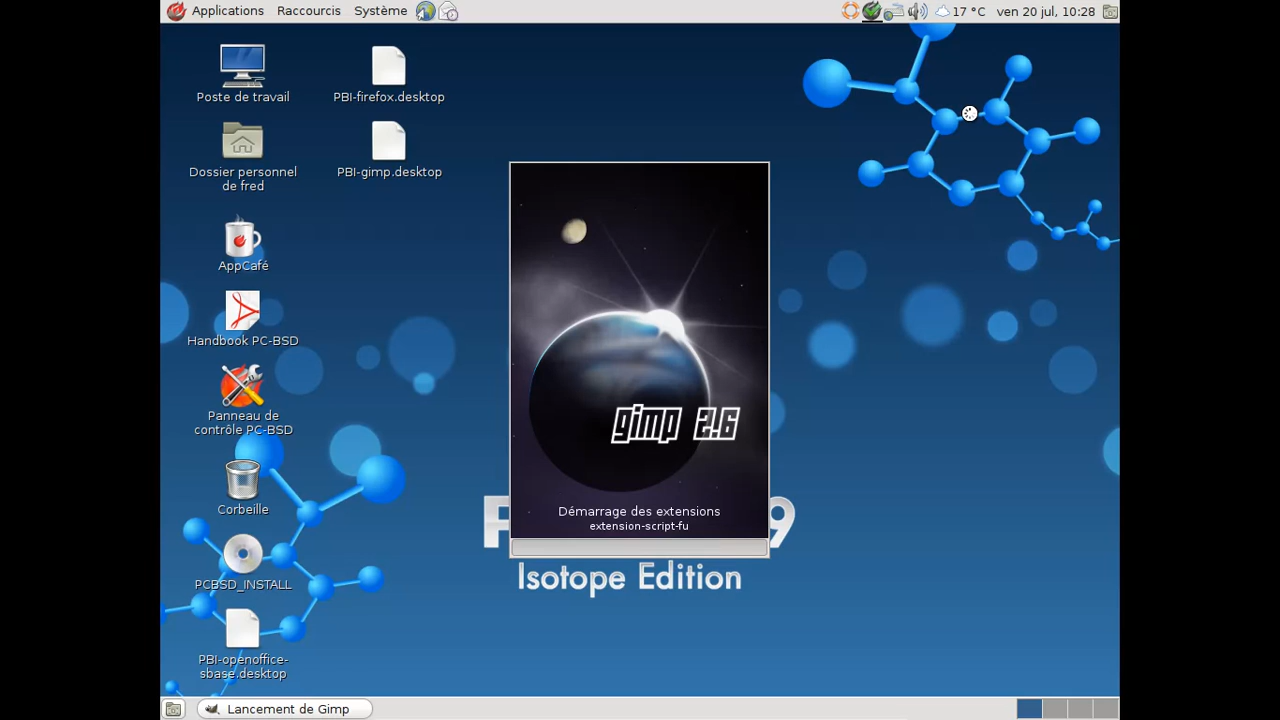 Applications Raccourcis Système 17 °C ven 20 jul, 10:28
Poste de travail
PBI-firefox.desktop
Dossier personnel
de fred
PBI-gimp.desktop
AppCafé
Handbook PC-BSD
Panneau de
contrôle PC-BSD
Corbeille
PCBSD_INSTALL
PBI-openoffice-
sbase.desktop
gimp 2.6
Démarrage des extensions
extension-script-fu
P 9
Isotope Edition
Lancement de Gimp